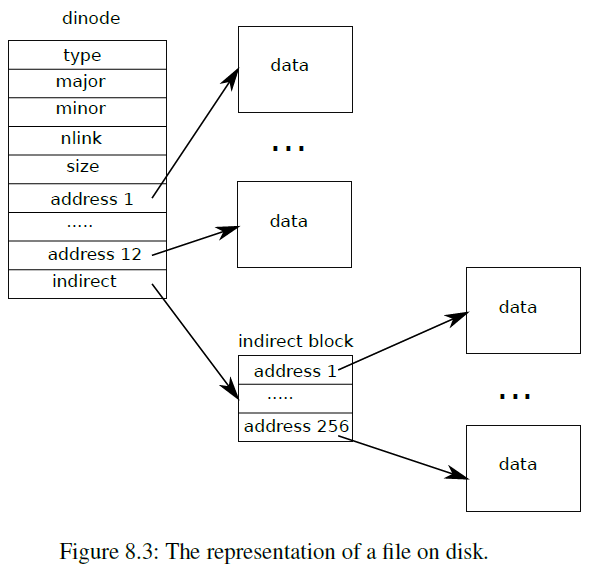 dinode
type
major
minor
nlink
size
address 1
.....
address 12
indirect
data
...
data
indirect block
address 1
.....
address 256
data
...
data
Figure 8.3: The representation of a file on disk.